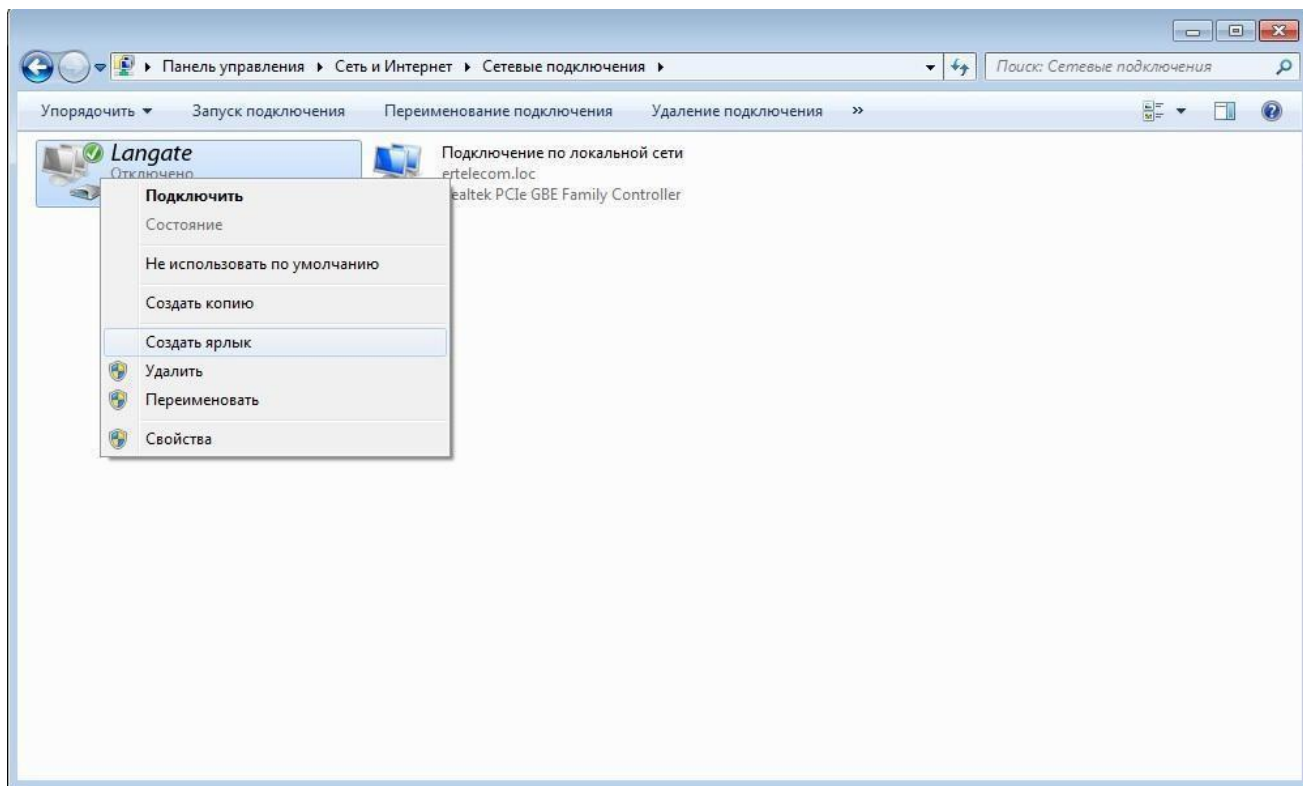 Панель управления ▸ Сеть и Интернет ▸ Сетевые подключения ▸
Поиск: Сетевые подключения
Упорядочить Запуск подключения Переименование подключения Удаление подключения »
Langate
Отключено
Подключение по локальной сети
ertelecom.loc
ealtek PCIe GBE Family Controller
Подключить
Состояние
Не использовать по умолчанию
Создать копию
Создать ярлык
Удалить
Переименовать
Свойства